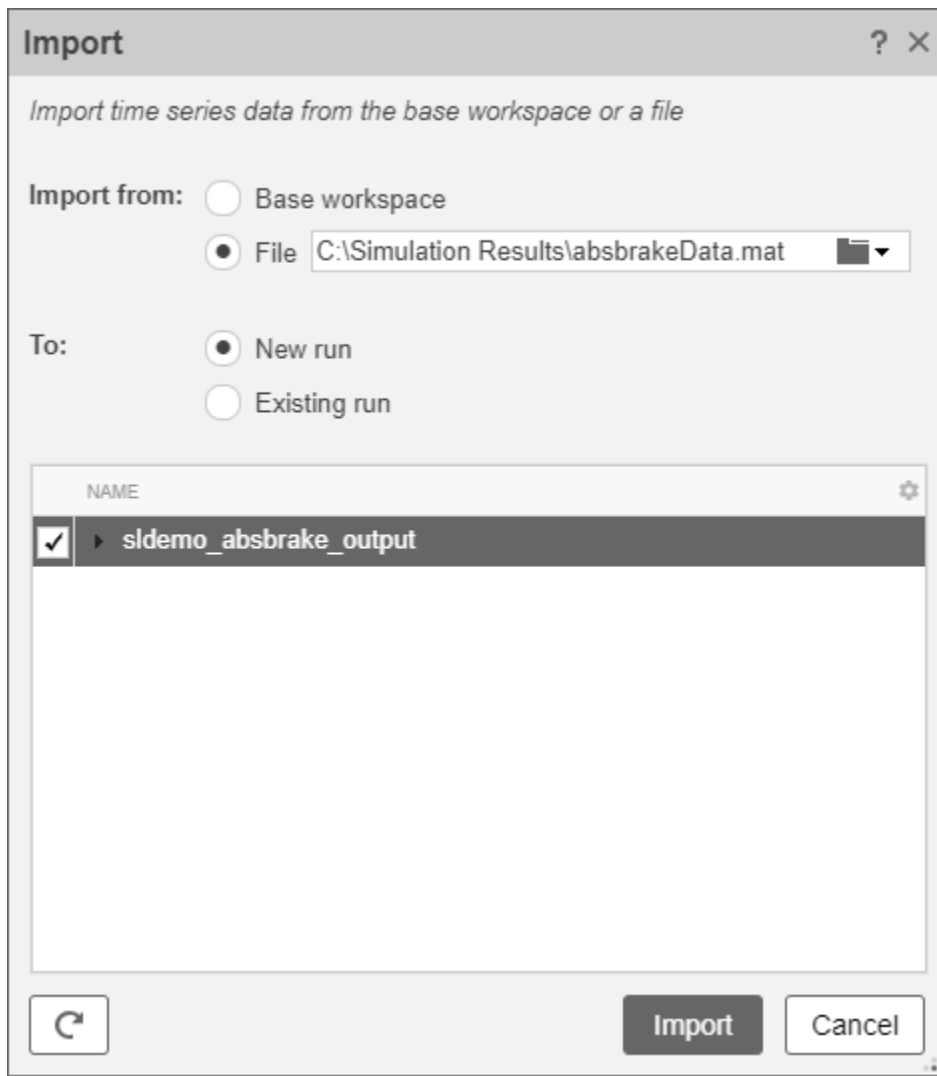 Import ? ×
Import time series data from the base workspace or a file
Import from: Base workspace
File C:\Simulation Results\absbrakeData.mat
To: New run
Existing run
NAME
sldemo_absbrake_output
Import Cancel